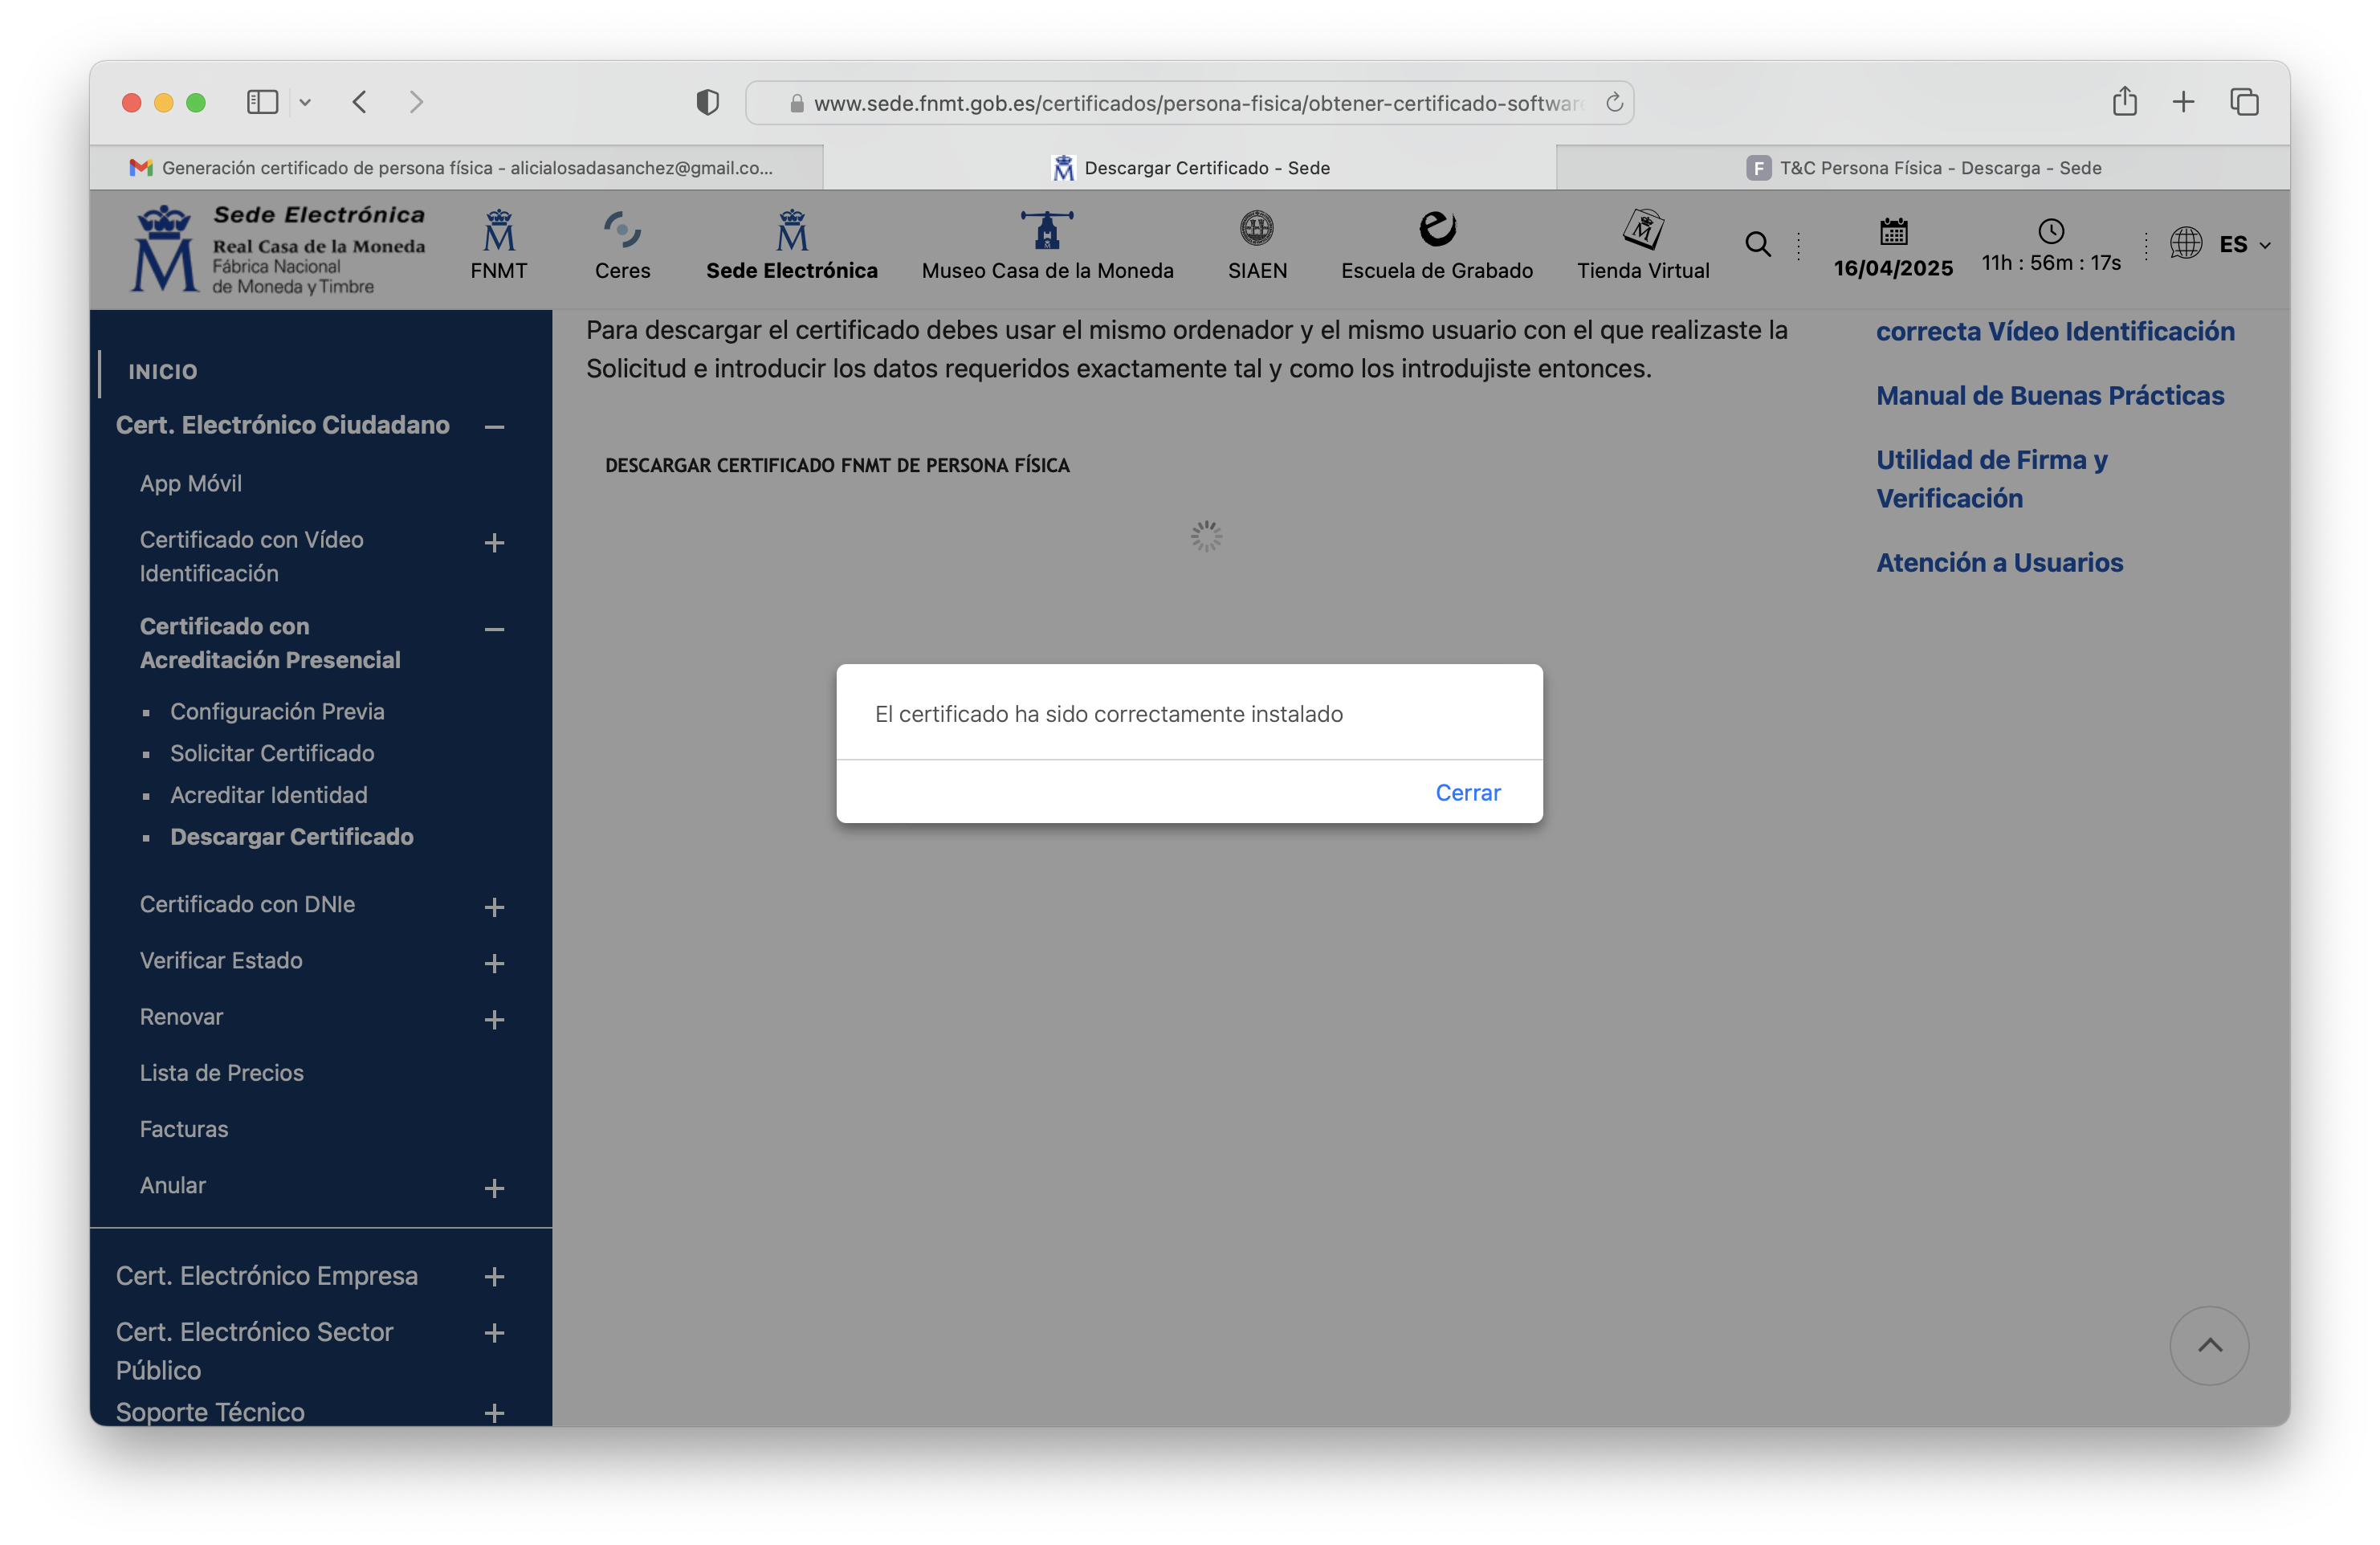 www.sede.fnmt.gob.es/certificados/persona-fisica/obtener-certificado-software
Generación certificado de persona física - alicialosadasanchez@gmail.co...
Descargar Certificado - Sede
F T&C Persona Física - Descarga - Sede
Sede Electrónica
Real Casa de la Moneda
Fábrica Nacional
de Moneda y Timbre
FNMT
Ceres
Sede Electrónica
Museo Casa de la Moneda
SIAEN
Escuela de Grabado
Tienda Virtual
16/04/2025
11h : 56m : 17s
ES
INICIO
Cert. Electrónico Ciudadano
App Móvil
Certificado con Vídeo
Identificación
Certificado con
Acreditación Presencial
Configuración Previa
Solicitar Certificado
Acreditar Identidad
Descargar Certificado
Certificado con DNIe
Verificar Estado
Renovar
Lista de Precios
Facturas
Anular
Cert. Electrónico Empresa
Cert. Electrónico Sector
Público
Soporte Técnico
Para descargar el certificado debes usar el mismo ordenador y el mismo usuario con el que realizaste la
Solicitud e introducir los datos requeridos exactamente tal y como los introdujiste entonces.
DESCARGAR CERTIFICADO FNMT DE PERSONA FÍSICA
El certificado ha sido correctamente instalado
Cerrar
correcta Vídeo Identificación
Manual de Buenas Prácticas
Utilidad de Firma y
Verificación
Atención a Usuarios